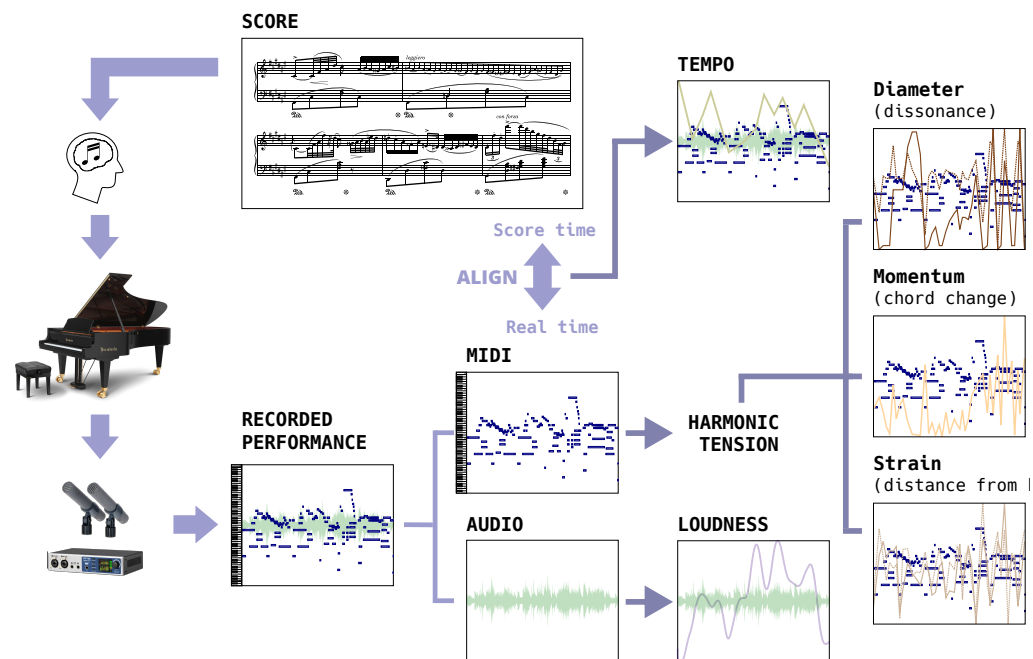 SCORE
leggiero
con forza
TEMPO
Diameter
(dissonance)
Score time
ALIGN
Real time
Momentum
(chord change)
MIDI
RECORDED
PERFORMANCE
HARMONIC
TENSION
Strain
(distance from
AUDIO
LOUDNESS